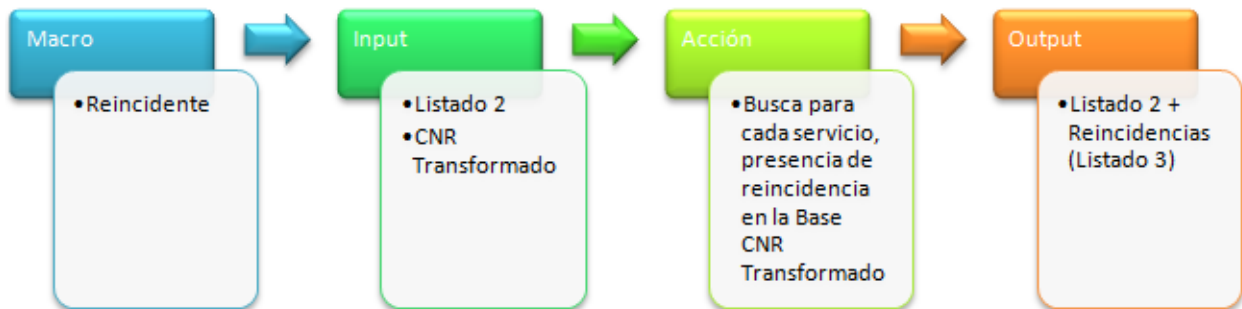 Macro
•Reincidente
Input
•Listado 2
•CNR
Transformado
Acción
•Busca para
cada servicio,
presencia de
reincidencia
en la Base
CNR
Transformado
Output
•Listado 2 +
Reincidencias
(Listado 3)